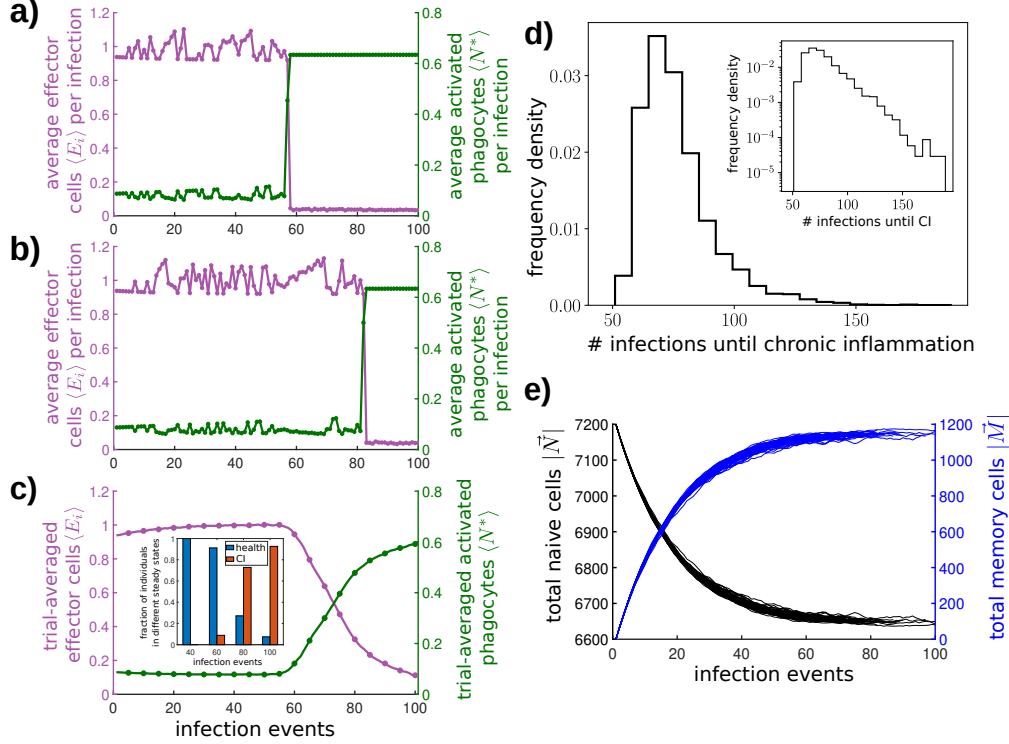 a)
average effector
cells ⟨E_i⟩ per infection
1.2
1
0.8
0.6
0.4
0.2
0
0 20 40 60 80 100
0.8
0.6
0.4
0.2
0
average activated
phagocytes ⟨N*⟩
per infection
b)
average effector
cells ⟨E_i⟩ per infection
1.2
1
0.8
0.6
0.4
0.2
0
0 20 40 60 80 100
0.8
0.6
0.4
0.2
0
average activated
phagocytes ⟨N*⟩
per infection
c)
trial-averaged
effector cells ⟨E_i⟩
1.2
1
0.8
0.6
0.4
0.2
0
0 20 40 60 80 100
infection events
0.8
0.6
0.4
0.2
0
trial-averaged activated
phagocytes ⟨N*⟩
fraction of individuals
in different steady states
1
0.8
0.6
0.4
0.2
0
40 60 80 100
infection events
health
CI
d)
frequency density
0.03
0.02
0.01
0.00
50 100 150
# infections until chronic inflammation
frequency density
10^−2
10^−3
10^−4
10^−5
50 100 150
# infections until CI
e)
total naive cells |N⃗|
7200
7100
7000
6900
6800
6700
6600
0 20 40 60 80 100
infection events
1200
1000
800
600
400
200
0
total memory cells |M⃗|